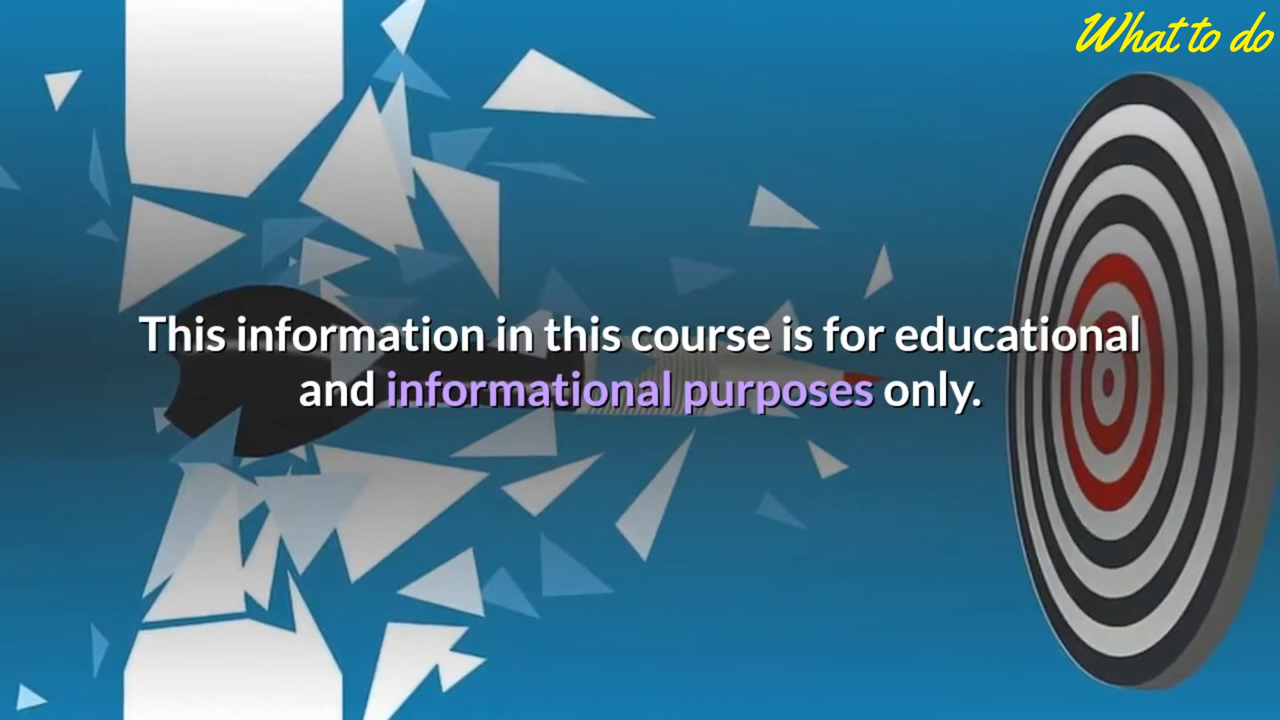 What to do
This information in this course is for educational
and informational purposes only.